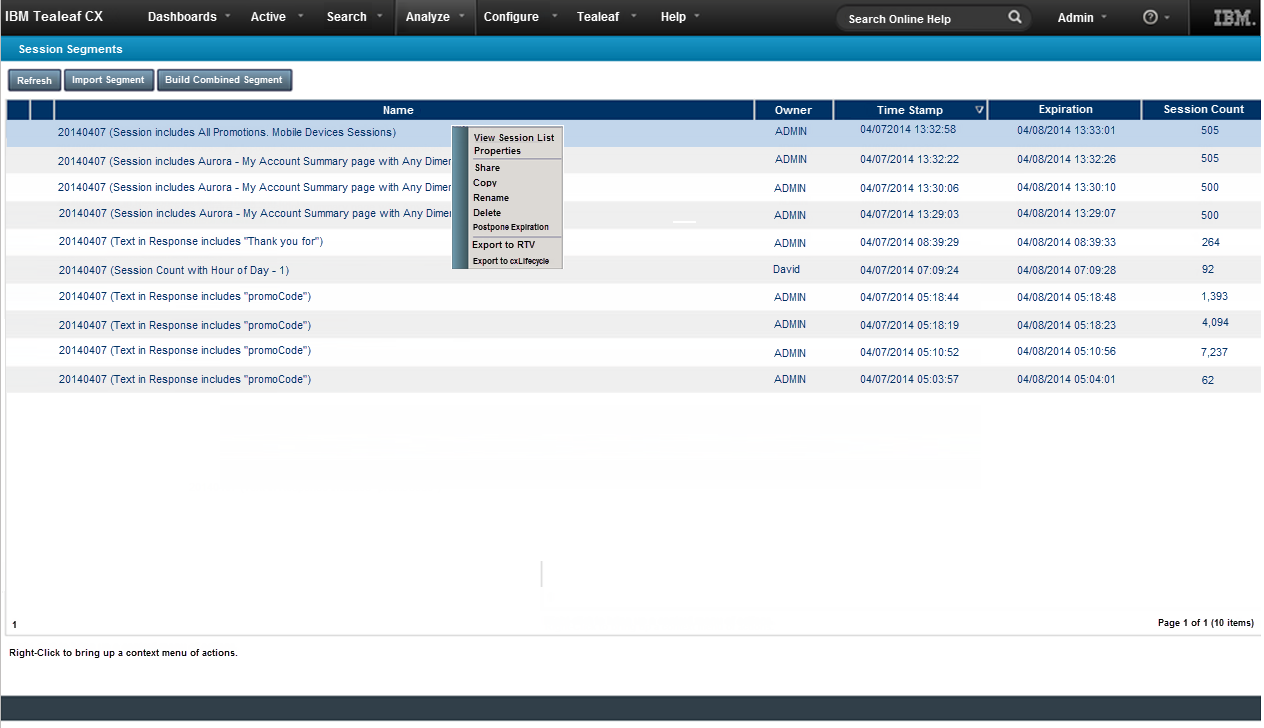 IBM Tealeaf CX Dashboards Active Search Analyze Configure Tealeaf Help Search Online Help Admin ? IBM.
Session Segments
Refresh Import Segment Build Combined Segment
Name Owner Time Stamp Expiration Session Count
20140407 (Session includes All Promotions. Mobile Devices Sessions) ADMIN 04/072014 13:32:58 04/08/2014 13:33:01 505
20140407 (Session includes Aurora - My Account Summary page with Any Dimer ADMIN 04/07/2014 13:32:22 04/08/2014 13:32:26 505
20140407 (Session includes Aurora - My Account Summary page with Any Dimer ADMIN 04/07/2014 13:30:06 04/08/2014 13:30:10 500
20140407 (Session includes Aurora - My Account Summary page with Any Dimer ADMIN 04/07/2014 13:29:03 04/08/2014 13:29:07 500
20140407 (Text in Response includes "Thank you for") ADMIN 04/07/2014 08:39:29 04/08/2014 08:39:33 264
20140407 (Session Count with Hour of Day - 1) David 04/07/2014 07:09:24 04/08/2014 07:09:28 92
20140407 (Text in Response includes "promoCode") ADMIN 04/07/2014 05:18:44 04/08/2014 05:18:48 1,393
20140407 (Text in Response includes "promoCode") ADMIN 04/07/2014 05:18:19 04/08/2014 05:18:23 4,094
20140407 (Text in Response includes "promoCode") ADMIN 04/07/2014 05:10:52 04/08/2014 05:10:56 7,237
20140407 (Text in Response includes "promoCode") ADMIN 04/07/2014 05:03:57 04/08/2014 05:04:01 62
View Session List
Properties
Share
Copy
Rename
Delete
Postpone Expiration
Export to RTV
Export to cxLifecycle
1 Page 1 of 1 (10 items)
Right-Click to bring up a context menu of actions.